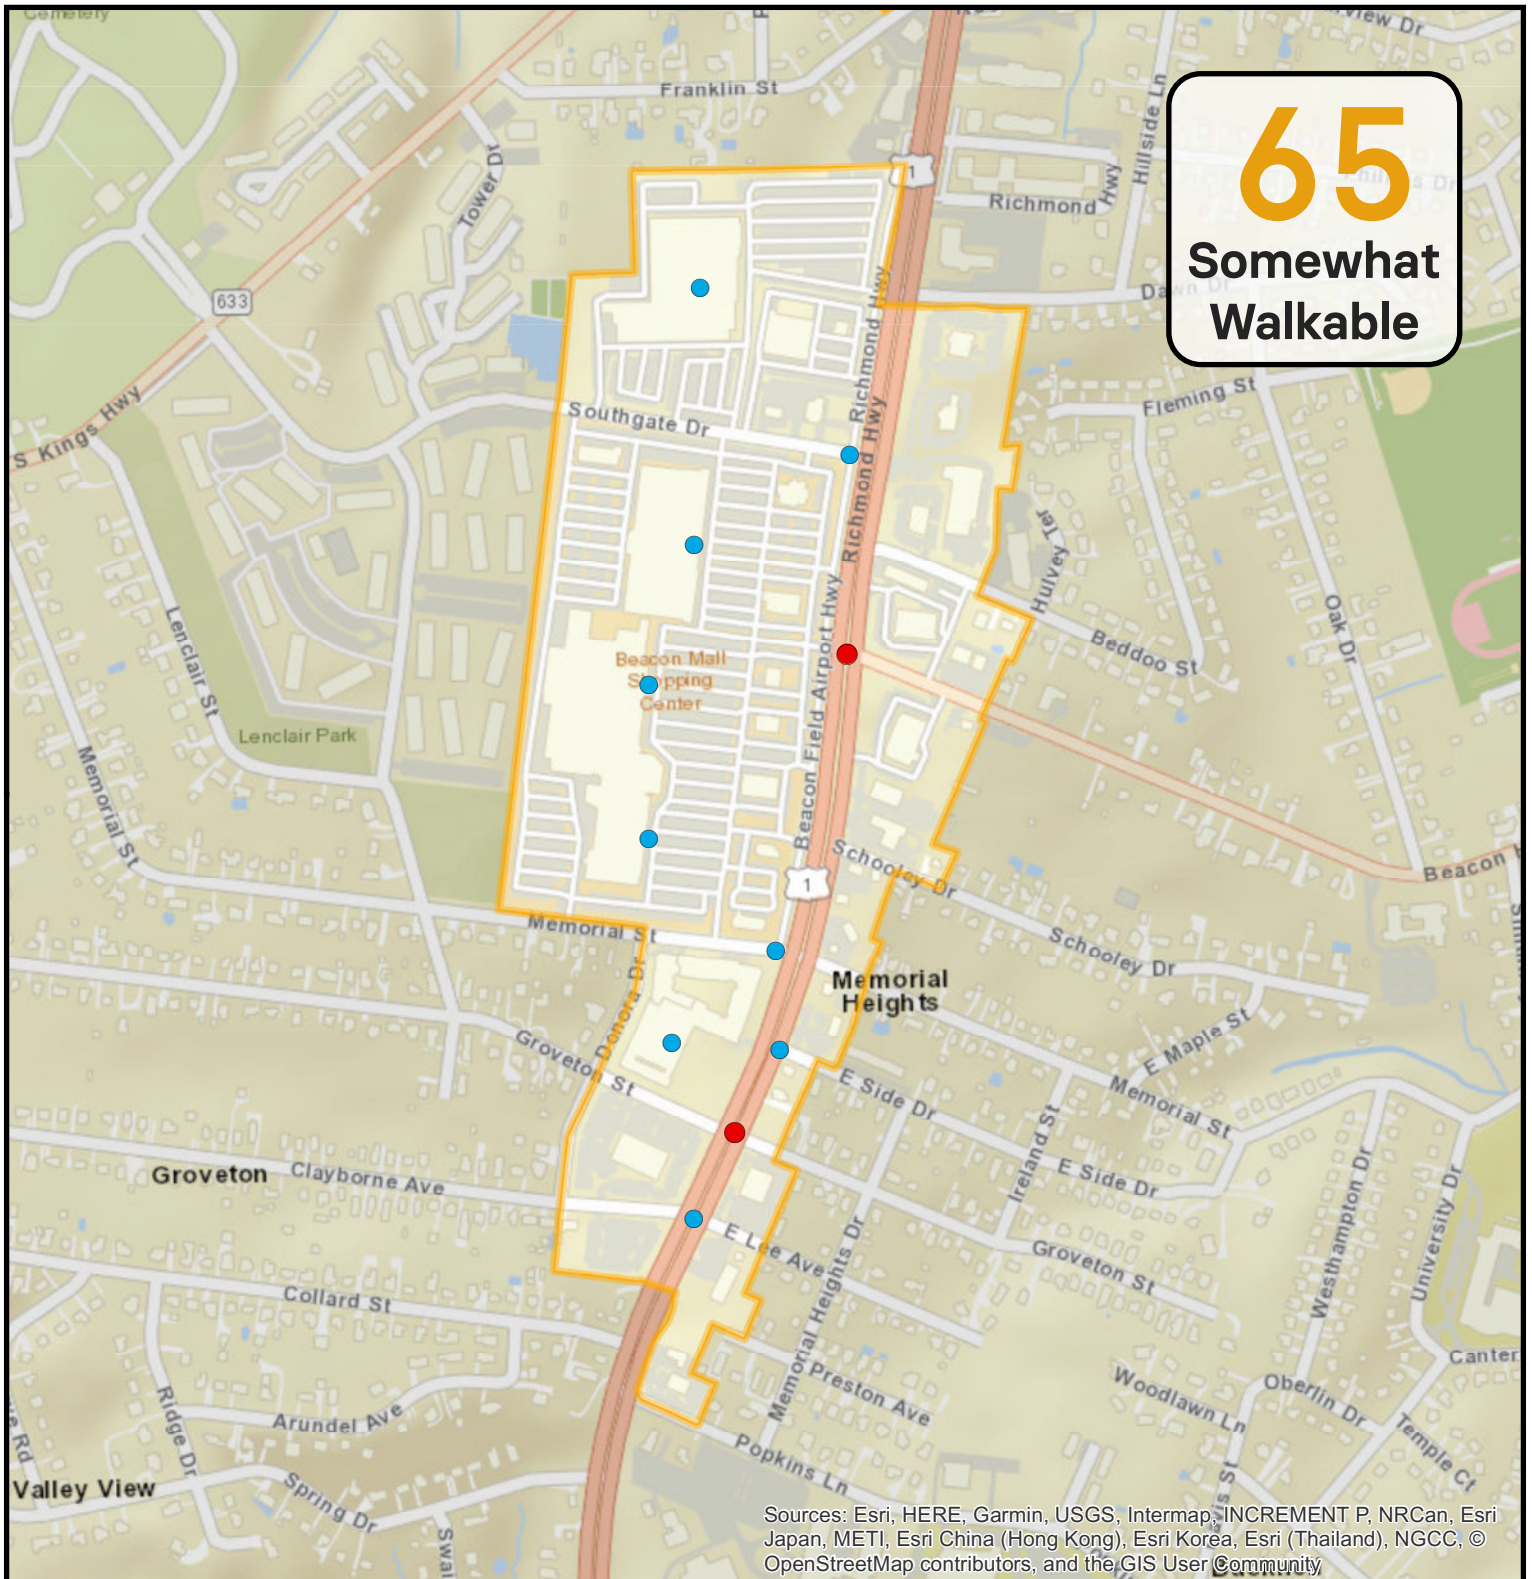 Cemetery
Franklin St
Hillside Ln
65
Somewhat
Walkable
Tower Dr
1
Richmond Hwy
Dawn Dr
633
Richmond Hwy
S Kings Hwy
Southgate Dr
Richmond Hwy
Fleming St
Hulvey Ter
Lenclair St
Beacon Mall
Shopping
Center
Beacon Field Airport Hwy
Beddoo St
Oak Dr
Lenclair Park
Memorial St
Schooley Dr
1
Beacon
Memorial St
Schooley Dr
Memorial
Heights
Donora Dr
Groveton St
E Side Dr
E Maple St
Memorial St
Ireland St
E Side Dr
Groveton
Clayborne Ave
E Lee Ave
Memorial Heights Dr
Groveton St
Westhampton Dr
University Dr
Collard St
Preston Ave
Canter
Woodlawn Ln
Oberlin Dr
Temple Ct
Ridge Dr
Arundel Ave
Popkins Ln
Valley View
Spring Dr
Sources: Esri, HERE, Garmin, USGS, Intermap, INCREMENT P, NRCan, Esri
Japan, METI, Esri China (Hong Kong), Esri Korea, Esri (Thailand), NGCC, ©
OpenStreetMap contributors, and the GIS User Community